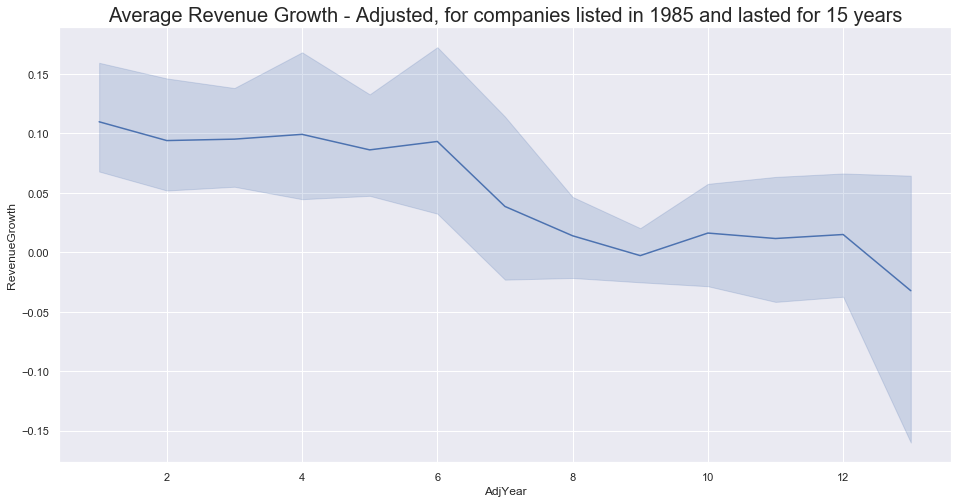 Average Revenue Growth - Adjusted, for companies listed in 1985 and lasted for 15 years
0.15
0.10
0.05
0.00
−0.05
−0.10
−0.15
RevenueGrowth
2 4 6 8 10 12
AdjYear